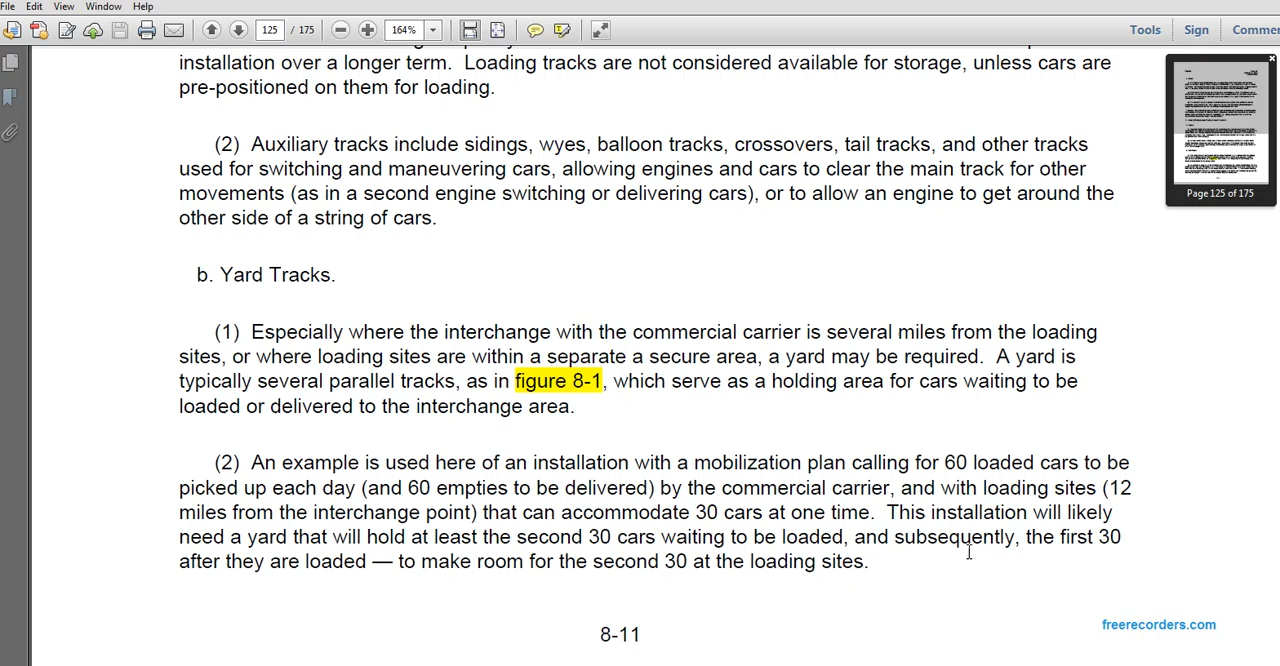 File Edit View Window Help
125 / 175 164% Tools Sign Comme
installation over a longer term. Loading tracks are not considered available for storage, unless cars are
pre-positioned on them for loading.
(2) Auxiliary tracks include sidings, wyes, balloon tracks, crossovers, tail tracks, and other tracks
used for switching and maneuvering cars, allowing engines and cars to clear the main track for other
movements (as in a second engine switching or delivering cars), or to allow an engine to get around the
other side of a string of cars.
b. Yard Tracks.
(1) Especially where the interchange with the commercial carrier is several miles from the loading
sites, or where loading sites are within a separate a secure area, a yard may be required. A yard is
typically several parallel tracks, as in figure 8-1, which serve as a holding area for cars waiting to be
loaded or delivered to the interchange area.
(2) An example is used here of an installation with a mobilization plan calling for 60 loaded cars to be
picked up each day (and 60 empties to be delivered) by the commercial carrier, and with loading sites (12
miles from the interchange point) that can accommodate 30 cars at one time. This installation will likely
need a yard that will hold at least the second 30 cars waiting to be loaded, and subsequently, the first 30
after they are loaded — to make room for the second 30 at the loading sites.
8-11
Page 125 of 175
freerecorders.com